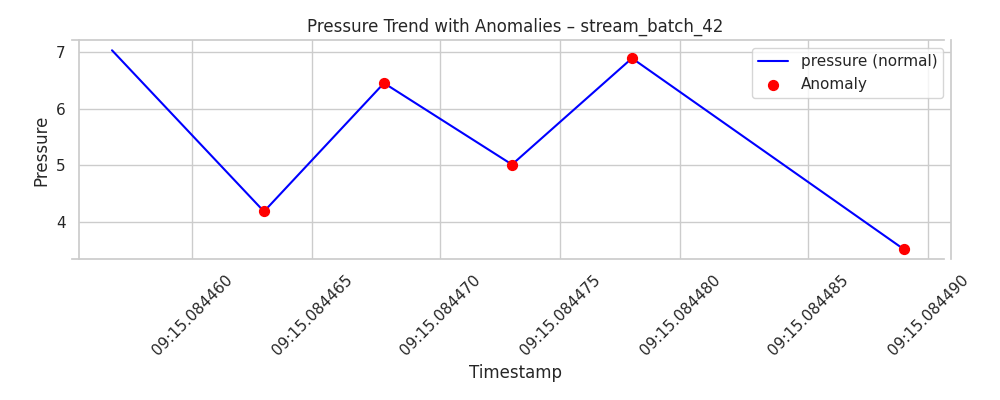 Pressure Trend with Anomalies – stream_batch_42
pressure (normal)
Anomaly
Pressure
7
6
5
4
09:15.084460
09:15.084465
09:15.084470
09:15.084475
09:15.084480
09:15.084485
09:15.084490
Timestamp